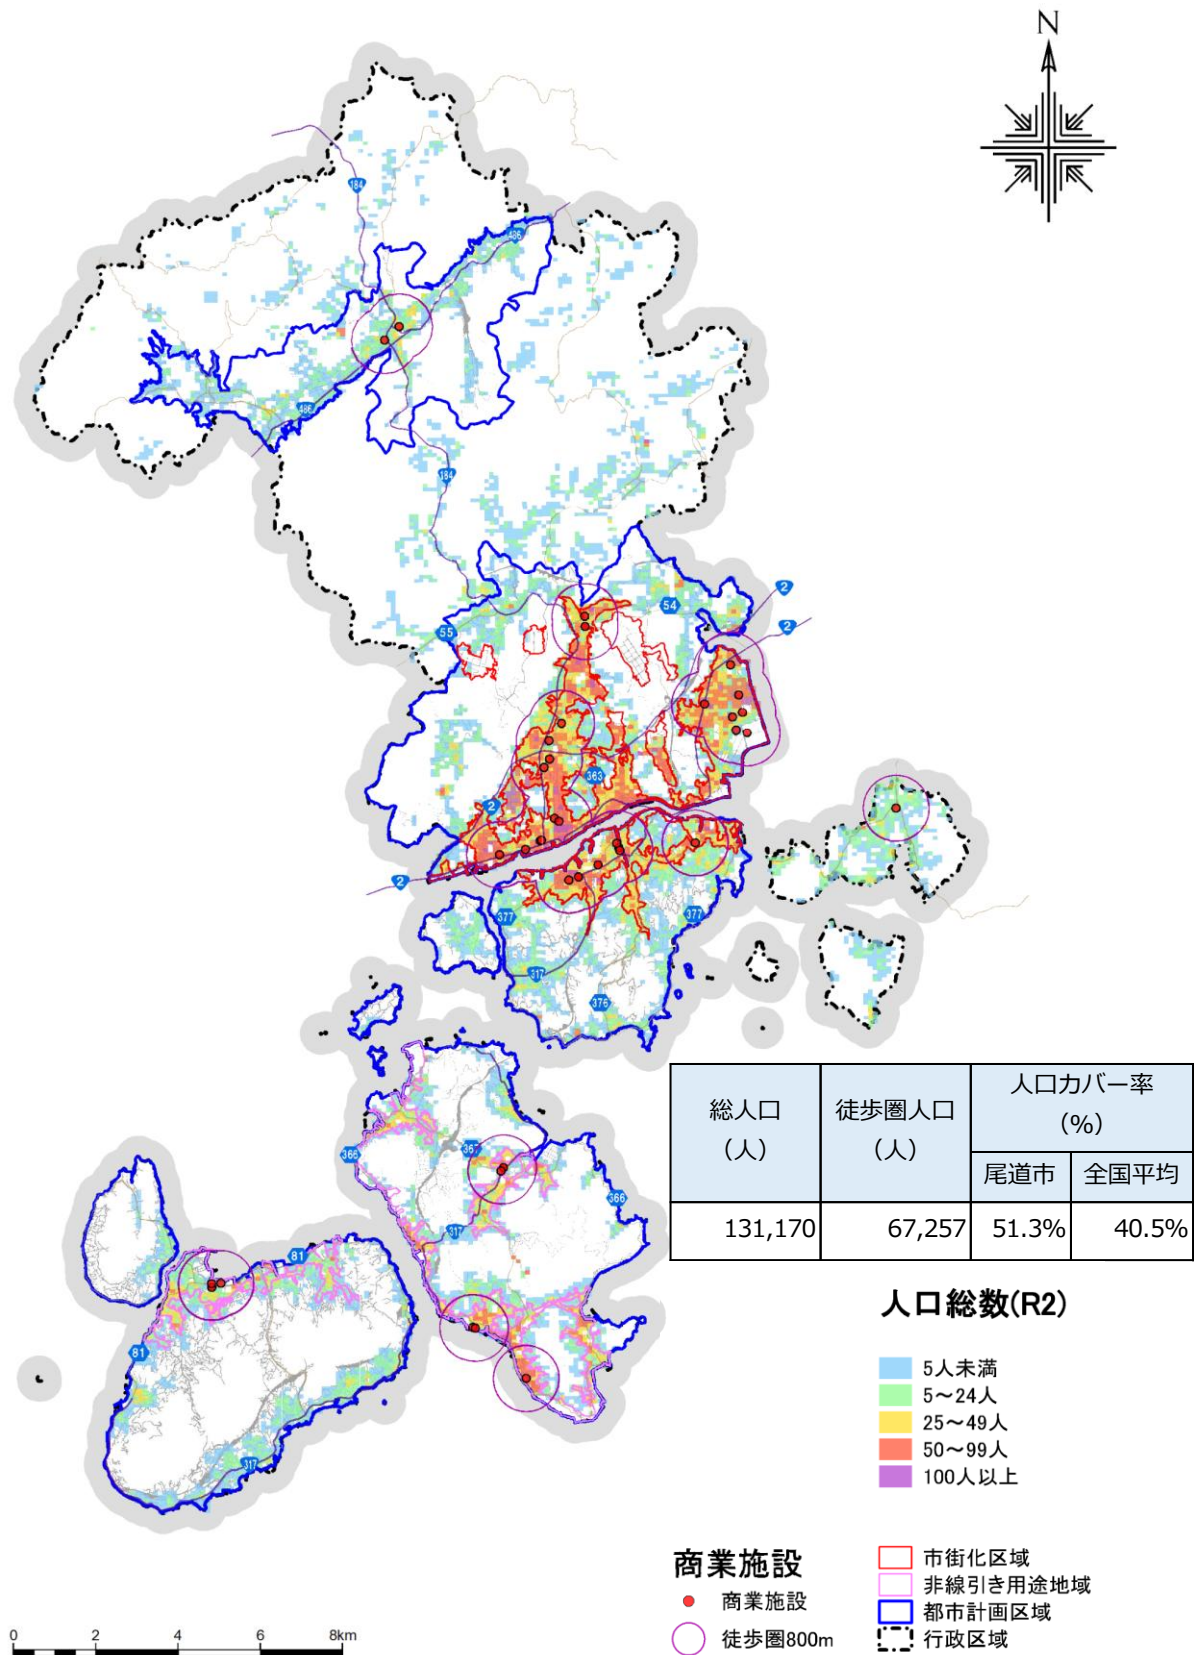 N
184
486
486
184
2
54
2
55
363
2
2
377
377
317
376
総人口
(人)
徒歩圏人口
(人)
人口カバー率
(%)
尾道市
全国平均
131,170
67,257
51.3%
40.5%
366
367
366
317
81
81
317
人口総数(R2)
5人未満
5～24人
25～49人
50～99人
100人以上
商業施設
商業施設
徒歩圏800m
市街化区域
非線引き用途地域
都市計画区域
行政区域
0 2 4 6 8km